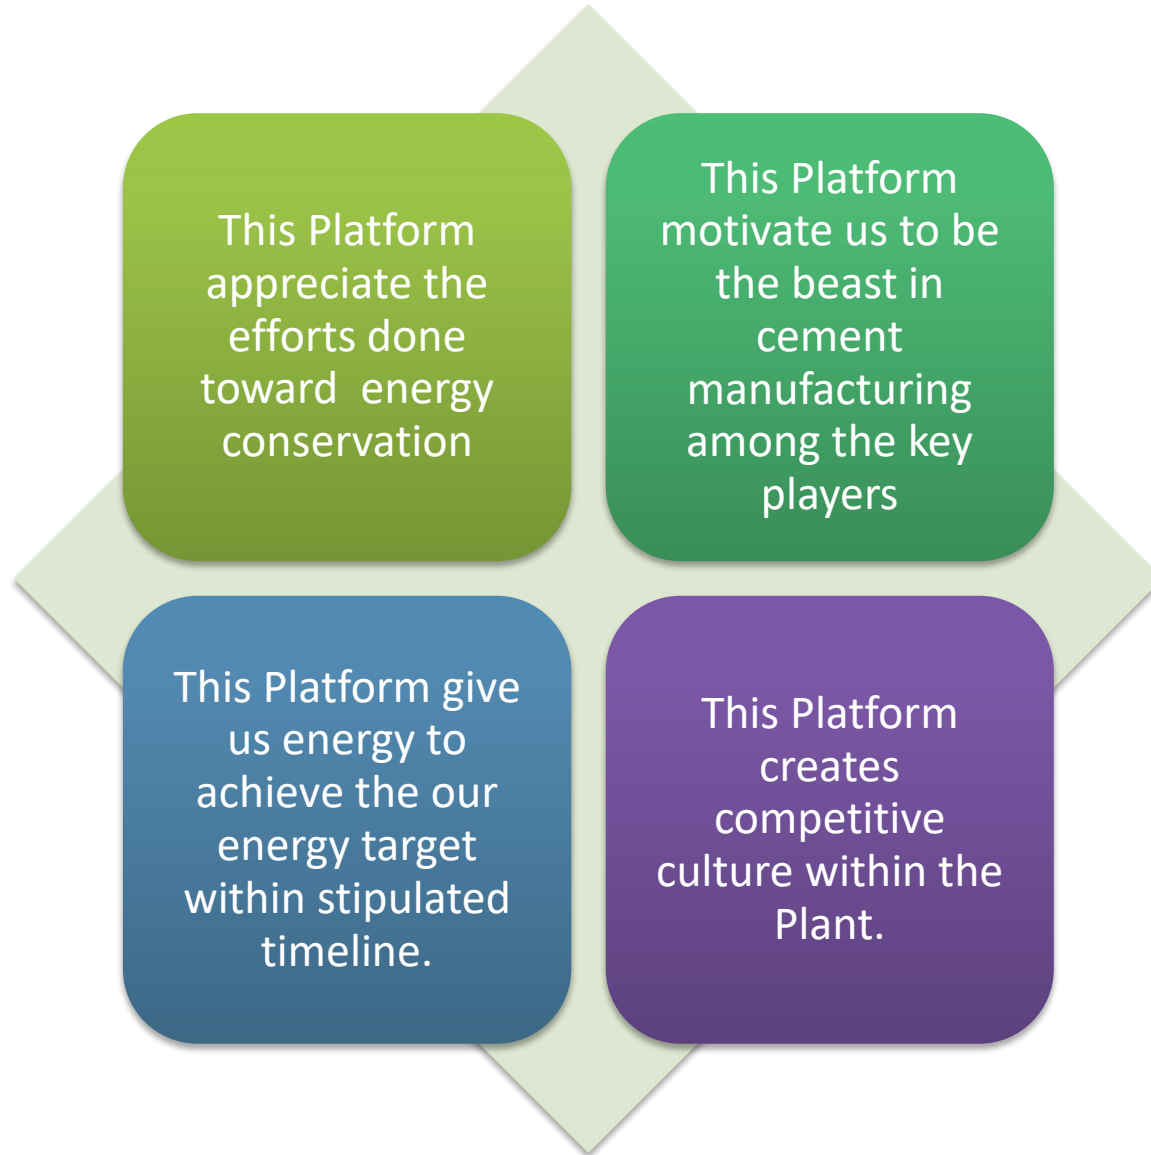 This Platform
appreciate the
efforts done
toward  energy
conservation
This Platform
motivate us to be
the beast in
cement
manufacturing
among the key
players
This Platform give
us energy to
achieve the our
energy target
within stipulated
timeline.
This Platform
creates
competitive
culture within the
Plant.